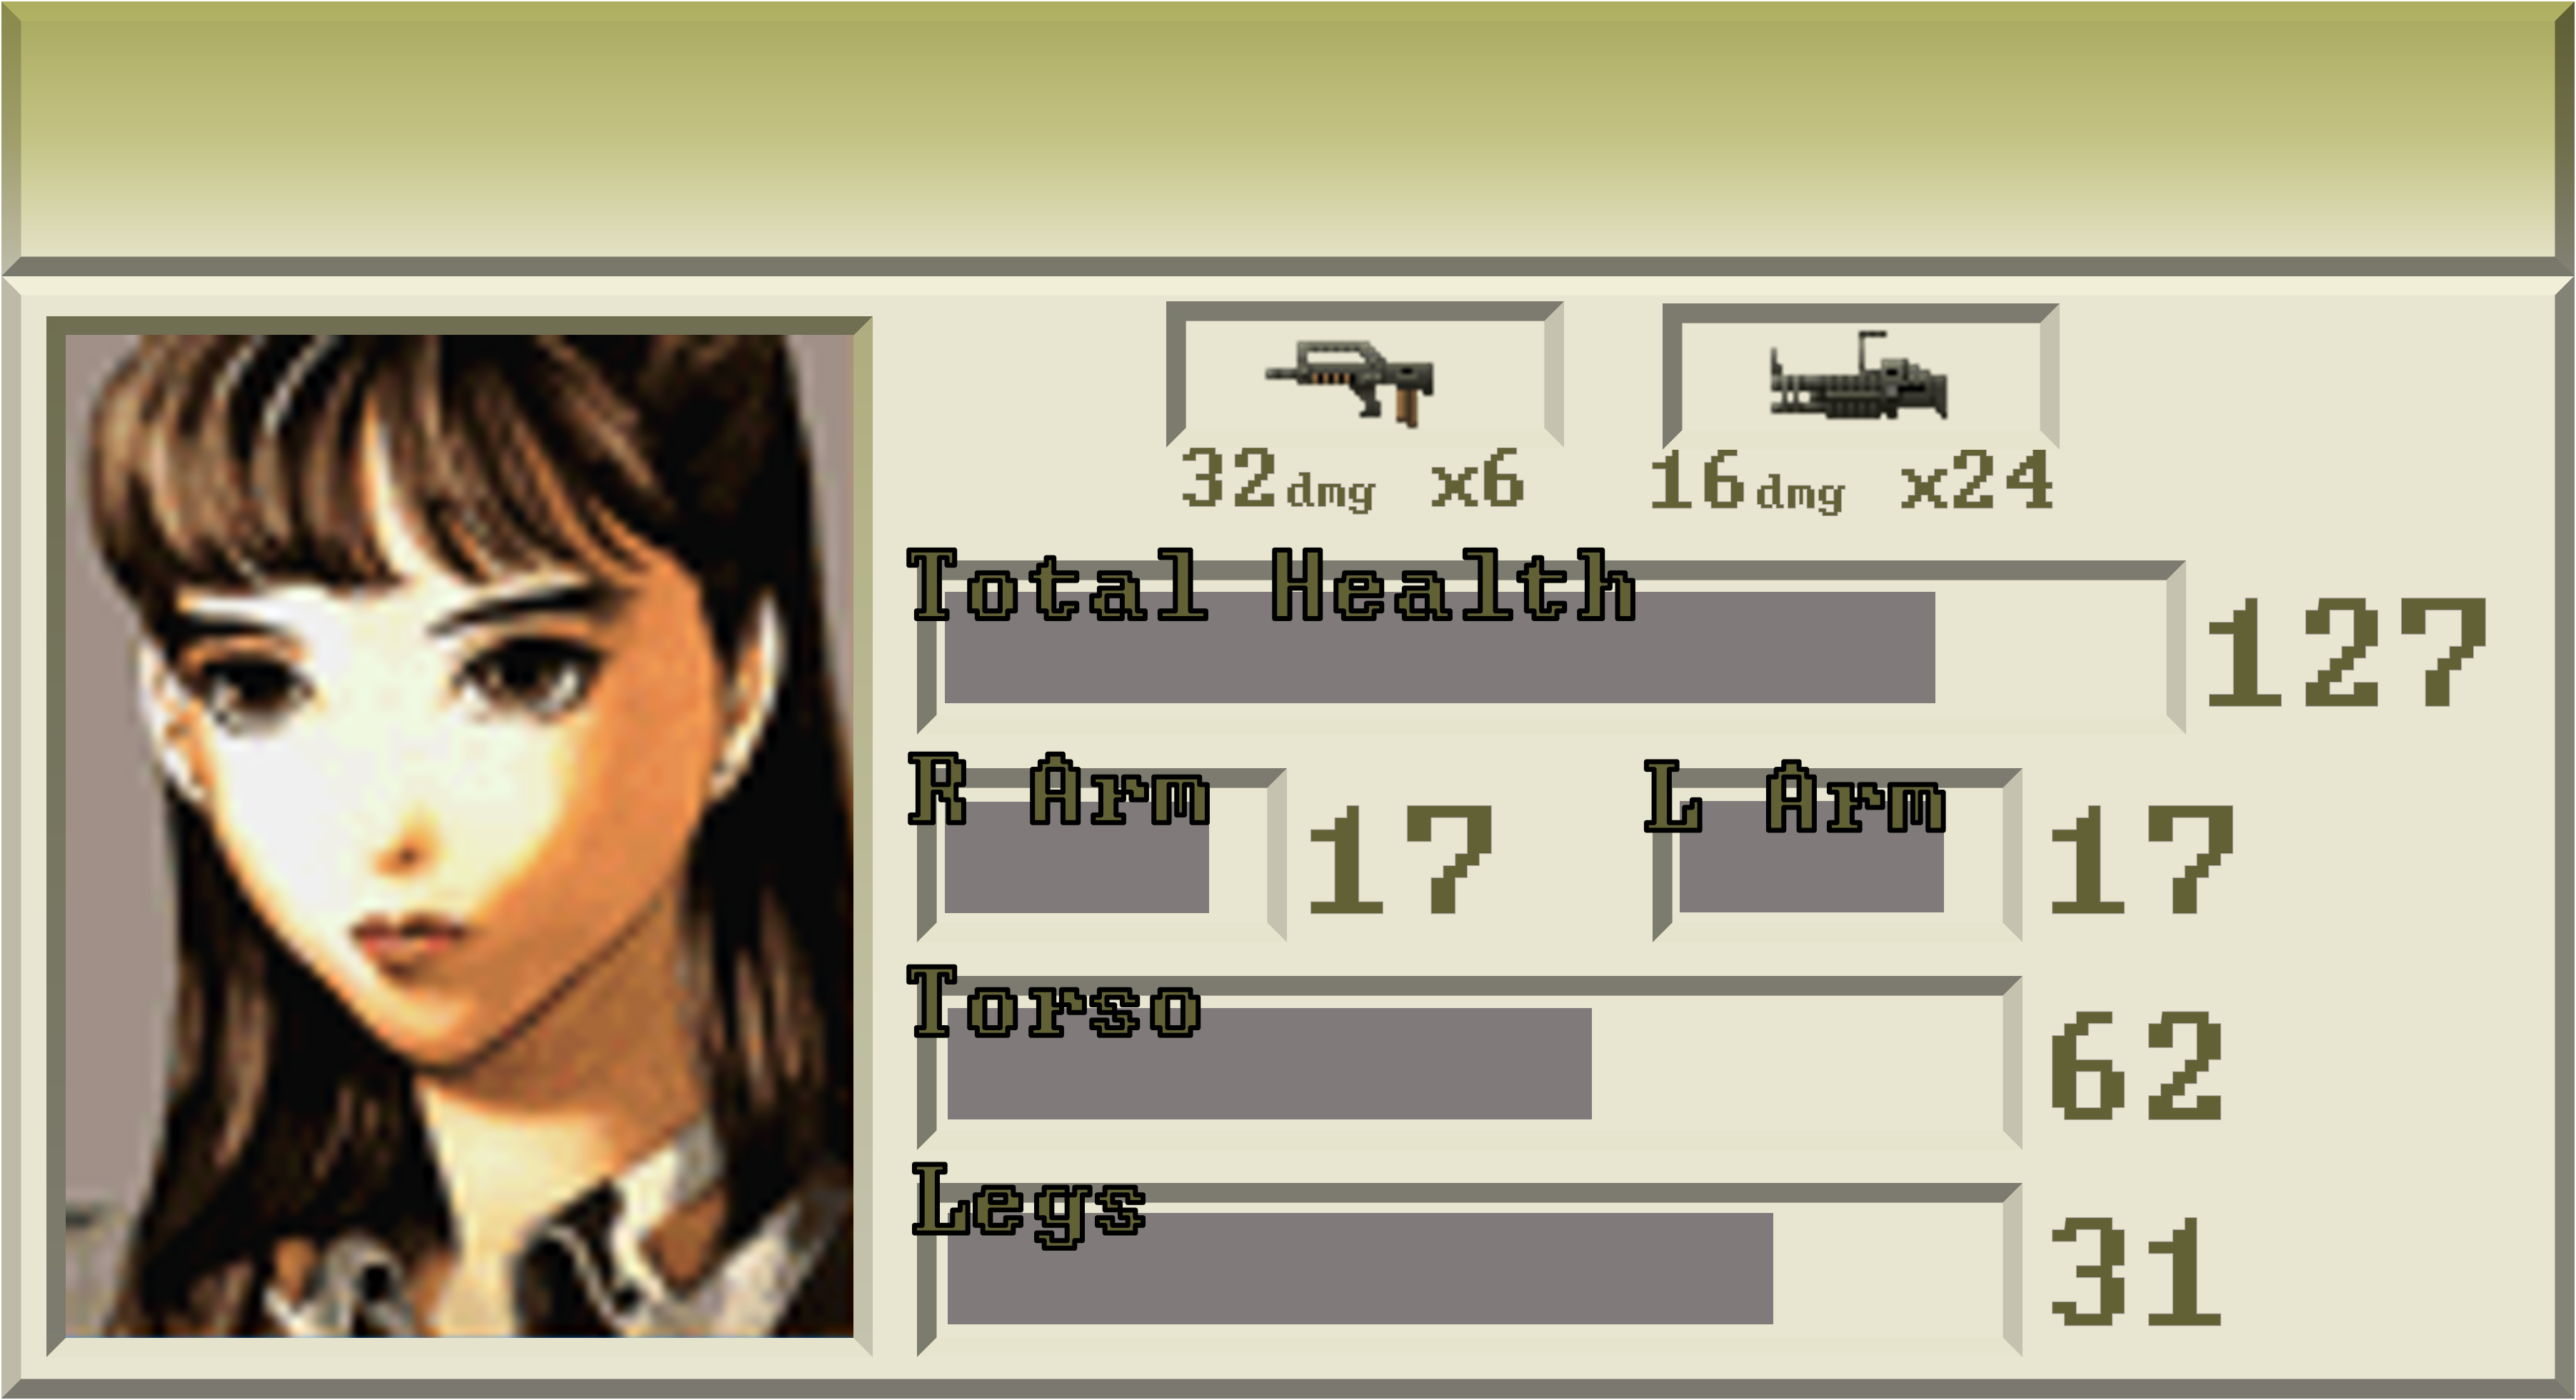 32dmg x6 16dmg x24
Total Health 127
R Arm 17 L Arm 17
Torso 62
Legs 31